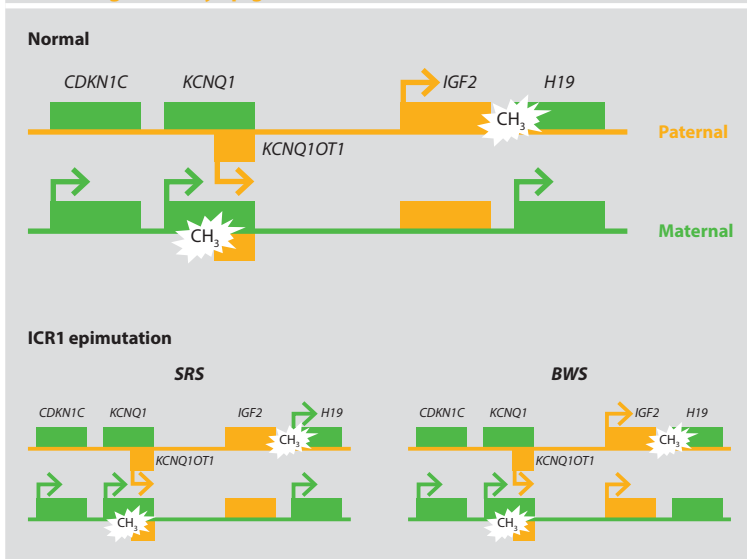 Normal
CDKN1C KCNQ1 IGF2 H19
CH3
Paternal
KCNQ1OT1
CH3
Maternal
ICR1 epimutation
SRS BWS
CDKN1C KCNQ1 IGF2 H19 CDKN1C KCNQ1 IGF2 H19
CH3 CH3
KCNQ1OT1 KCNQ1OT1
CH3 CH3